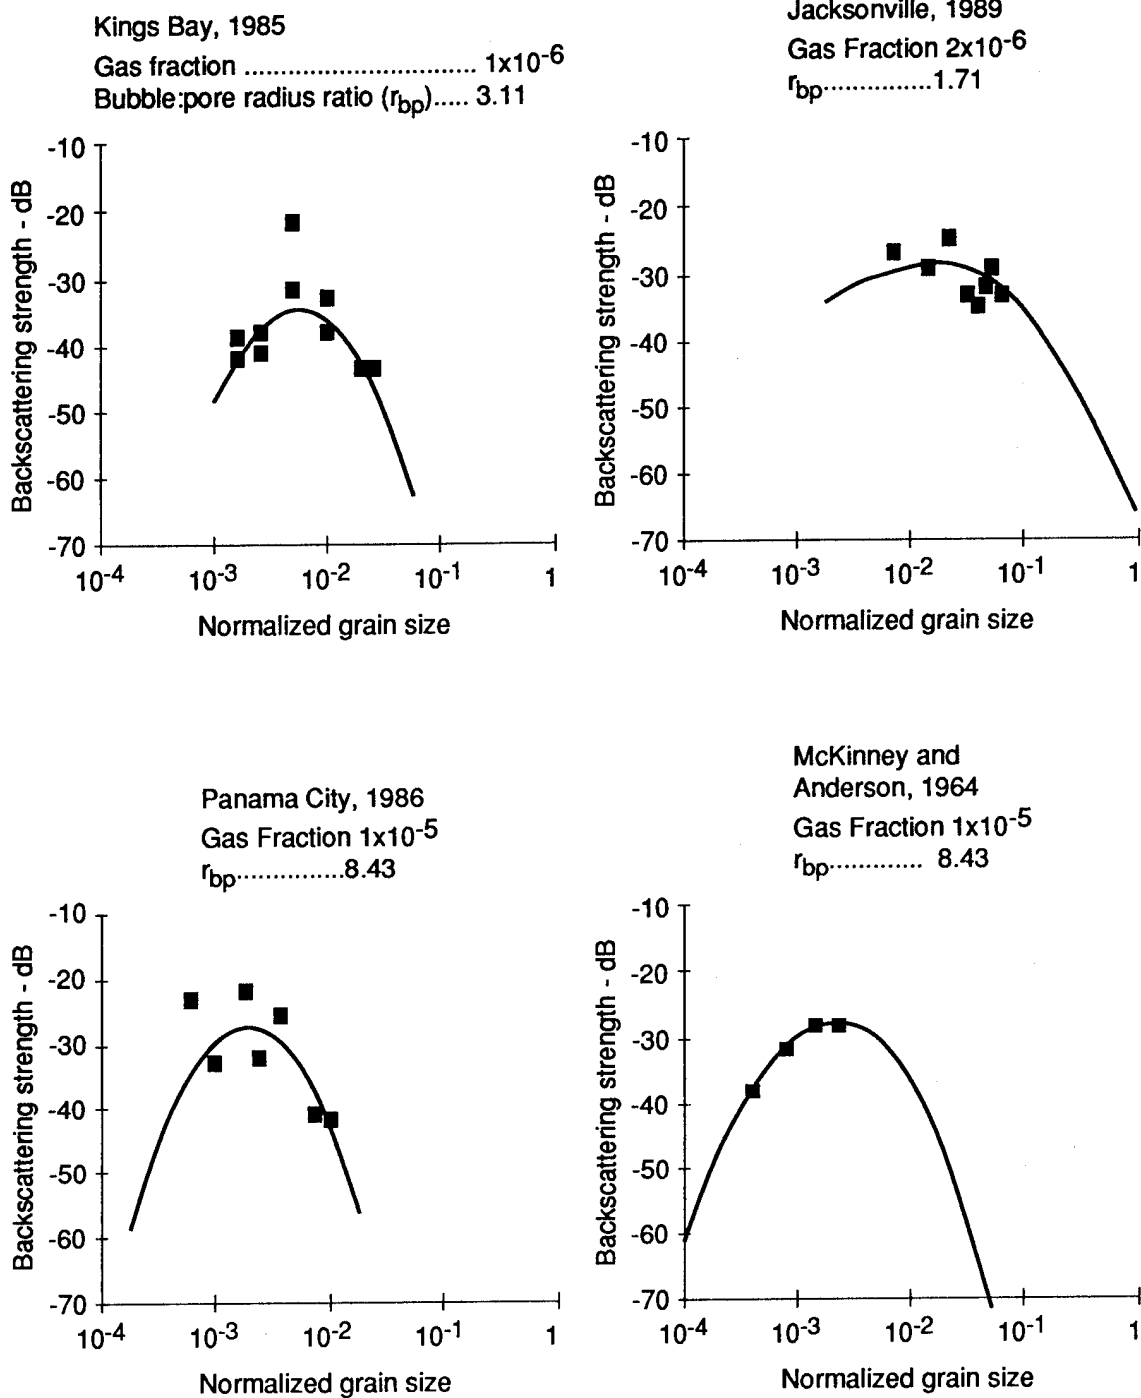 Kings Bay, 1985
Gas fraction ................................. 1x10-6
Bubble:pore radius ratio (rbp)..... 3.11
-10
-20
-30
-40
-50
-60
-70
Backscattering strength - dB
10-4 10-3 10-2 10-1 1
Normalized grain size
Jacksonville, 1989
Gas Fraction 2x10-6
rbp...............1.71
-10
-20
-30
-40
-50
-60
-70
Backscattering strength - dB
10-4 10-3 10-2 10-1 1
Normalized grain size
Panama City, 1986
Gas Fraction 1x10-5
rbp...............8.43
-10
-20
-30
-40
-50
-60
-70
Backscattering strength - dB
10-4 10-3 10-2 10-1 1
Normalized grain size
McKinney and
Anderson, 1964
Gas Fraction 1x10-5
rbp............. 8.43
-10
-20
-30
-40
-50
-60
-70
Backscattering strength - dB
10-4 10-3 10-2 10-1 1
Normalized grain size